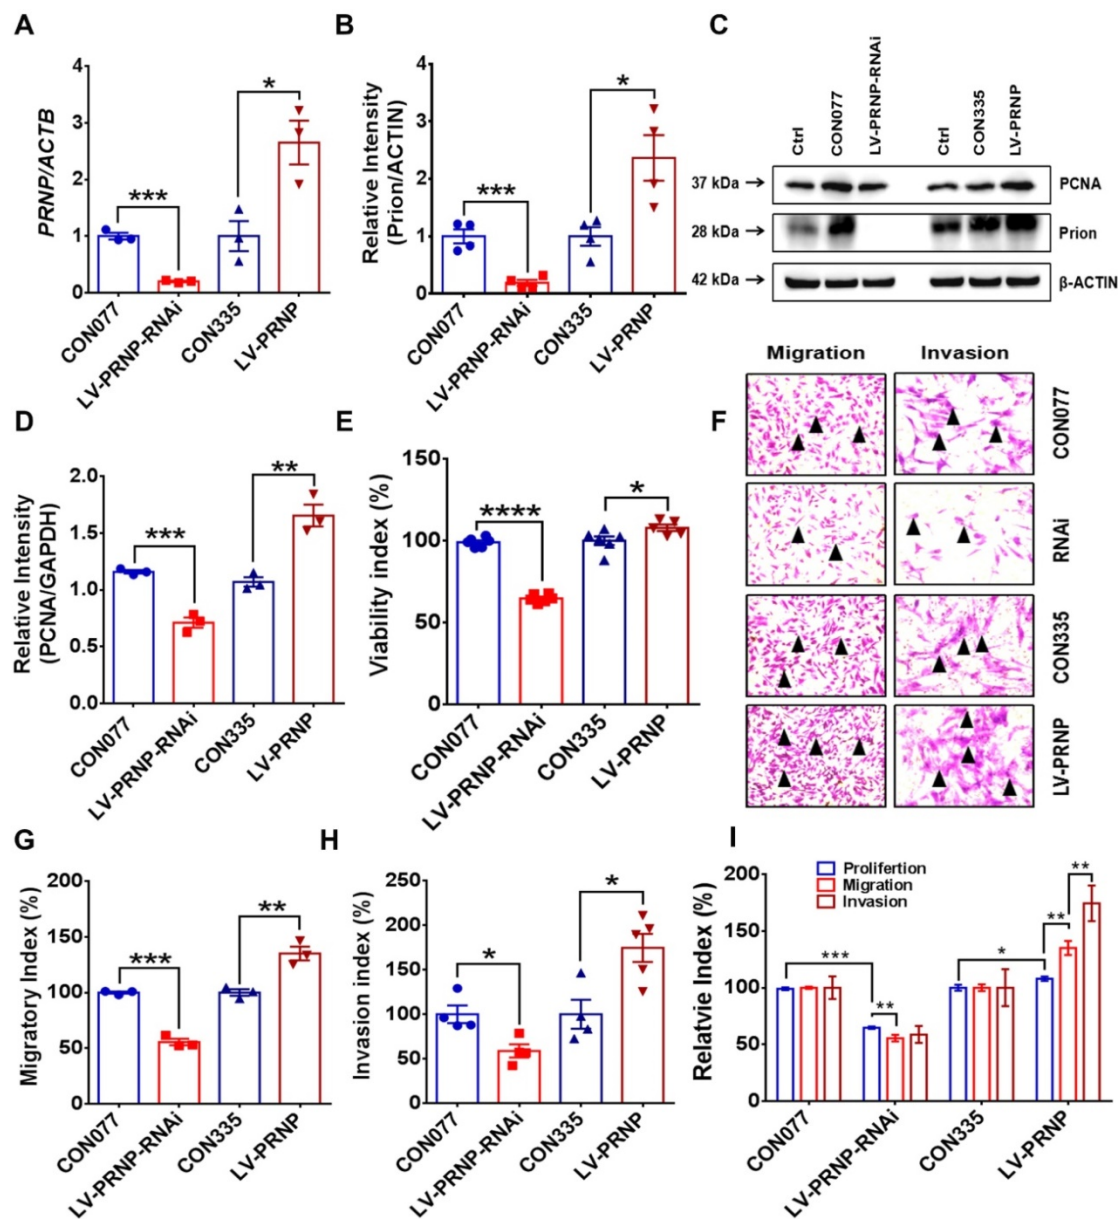 A
PRNP/ACTB
4
3
2
1
0
***
*
CON077
LV-PRNP-RNAi
CON335
LV-PRNP
B
Relative Intensity
(Prion/ACTIN)
4
3
2
1
0
***
*
CON077
LV-PRNP-RNAi
CON335
LV-PRNP
C
Ctrl
CON077
LV-PRNP-RNAi
Ctrl
CON335
LV-PRNP
37 kDa → PCNA
28 kDa → Prion
42 kDa → β-ACTIN
D
Relative Intensity
(PCNA/GAPDH)
2.0
1.5
1.0
0.5
0.0
***
**
CON077
LV-PRNP-RNAi
CON335
LV-PRNP
E
Viability index (%)
150
100
50
0
****
*
CON077
LV-PRNP-RNAi
CON335
LV-PRNP
F
Migration Invasion
CON077
RNAi
CON335
LV-PRNP
G
Migratory Index (%)
200
150
100
50
0
***
**
CON077
LV-PRNP-RNAi
CON335
LV-PRNP
H
Invasion index (%)
250
200
150
100
50
0
*
*
CON077
LV-PRNP-RNAi
CON335
LV-PRNP
I
Relatvie Index (%)
200
150
100
50
0
Prolifertion
Migration
Invasion
***
**
*
**
**
CON077
LV-PRNP-RNAi
CON335
LV-PRNP